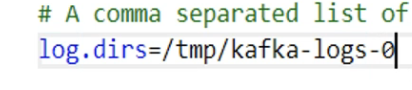 # A comma separated list of
log.dirs=/tmp/kafka-logs-0